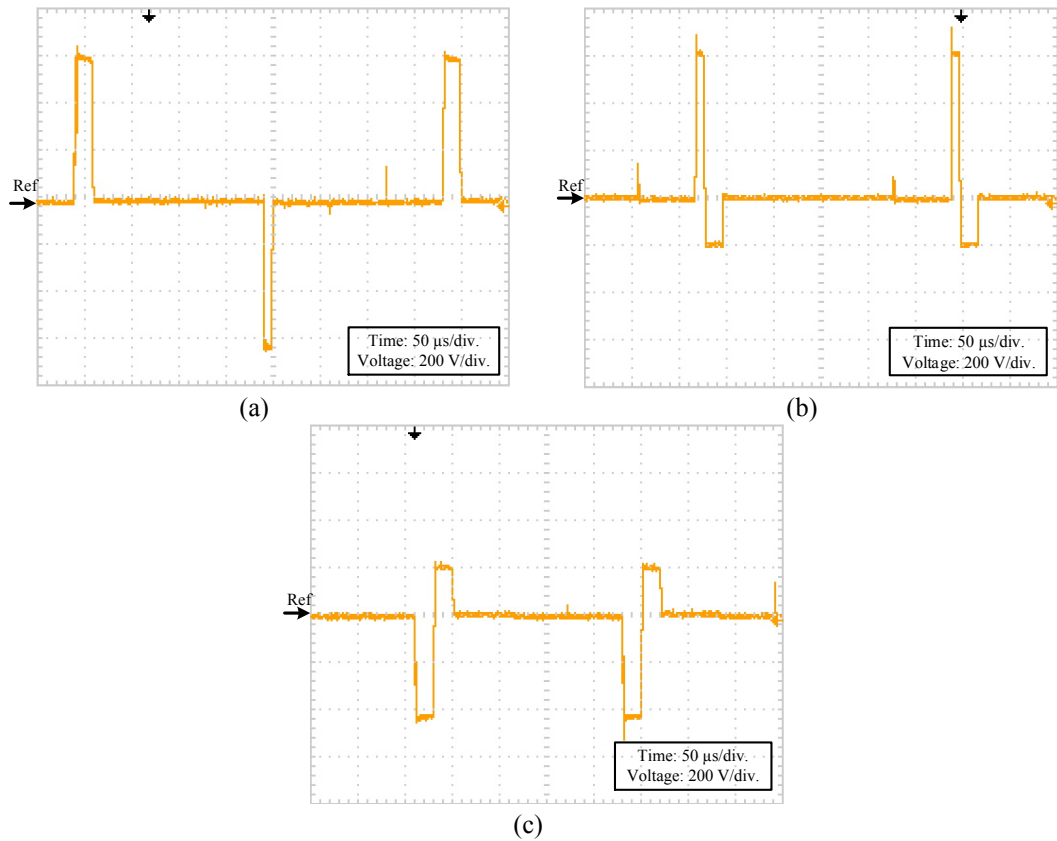 Ref
Time: 50 µs/div.
Voltage: 200 V/div.
(a)
Ref
Time: 50 µs/div.
Voltage: 200 V/div.
(b)
Ref
Time: 50 µs/div.
Voltage: 200 V/div.
(c)